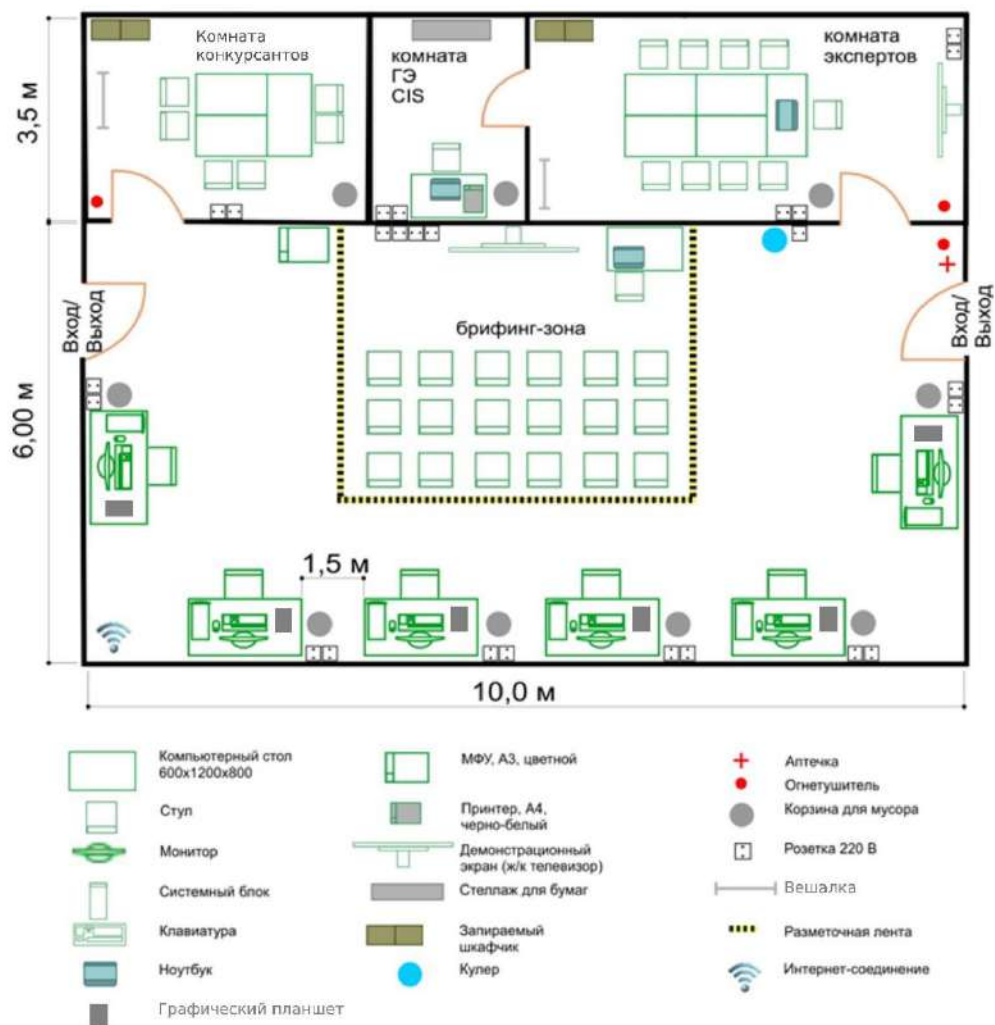 Комната
конкурсантов
комната
ГЭ
CIS
комната
экспертов
3,5 м
Вход/
Выход
Вход/
Выход
брифинг-зона
6,00 м
1,5 м
10,0 м
Компьютерный стол
600x1200x800
Стул
Монитор
Системный блок
Клавиатура
Ноутбук
Графический планшет
МФУ, А3, цветной
Принтер, А4,
черно-белый
Демонстрационный
экран (ж/к телевизор)
Стеллаж для бумаг
Запираемый
шкафчик
Кулер
Аптечка
Огнетушитель
Корзина для мусора
Розетка 220 В
Вешалка
Разметочная лента
Интернет-соединение